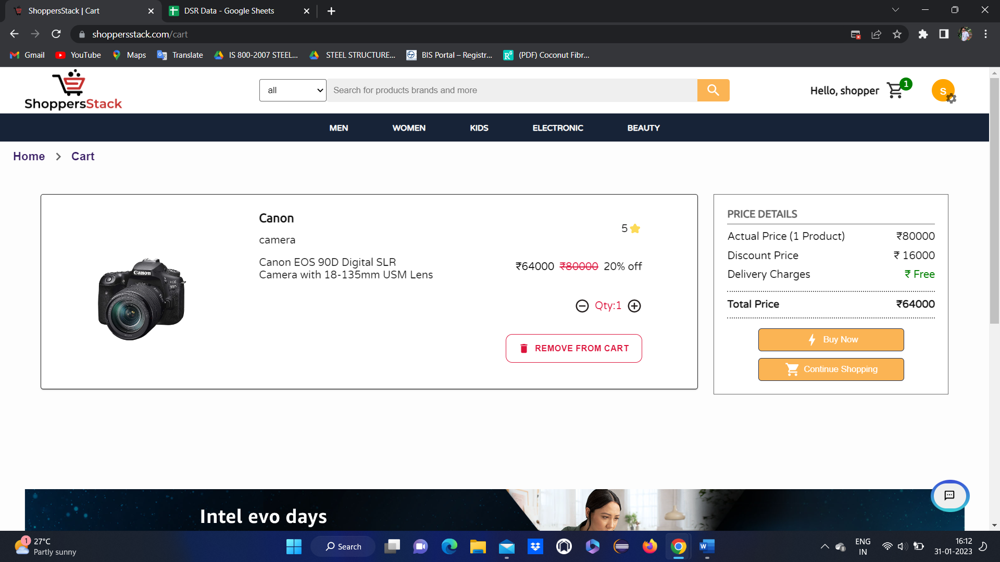 ShoppersStack | Cart
DSR Data - Google Sheets
shoppersstack.com/cart
Gmail
YouTube
Maps
Translate
IS 800-2007 STEEL...
STEEL STRUCTURE...
BIS Portal – Registr...
(PDF) Coconut Fibr...
ShoppersStack
all
Search for products brands and more
Hello, shopper
1
S
MEN
WOMEN
KIDS
ELECTRONIC
BEAUTY
Home > Cart
Canon
camera
Canon EOS 90D Digital SLR
Camera with 18-135mm USM Lens
5
₹64000 ₹80000 20% off
Qty:1
REMOVE FROM CART
Canon
PRICE DETAILS
Actual Price (1 Product) ₹80000
Discount Price ₹ 16000
Delivery Charges ₹ Free
Total Price ₹64000
Buy Now
Continue Shopping
Intel evo days
1
27°C
Partly sunny
Search
ENG
IN
16:12
31-01-2023